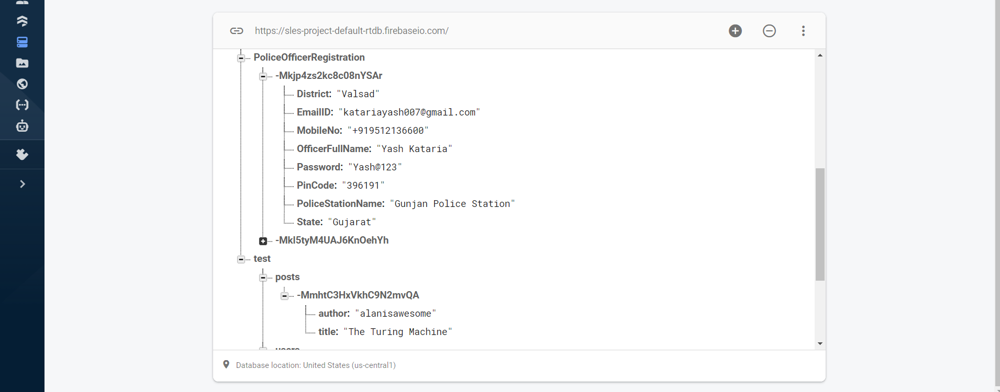 https://sles-project-default-rtdb.firebaseio.com/
PoliceOfficerRegistration
-Mkjp4zs2kc8c08nYSAr
District: "Valsad"
EmailID: "katariayash007@gmail.com"
MobileNo: "+919512136600"
OfficerFullName: "Yash Kataria"
Password: "Yash@123"
PinCode: "396191"
PoliceStationName: "Gunjan Police Station"
State: "Gujarat"
-Mkl5tyM4UAJ6KnOehYh
test
posts
-MmhtC3HxVkhC9N2mvQA
author: "alanisawesome"
title: "The Turing Machine"
Database location: United States (us-central1)